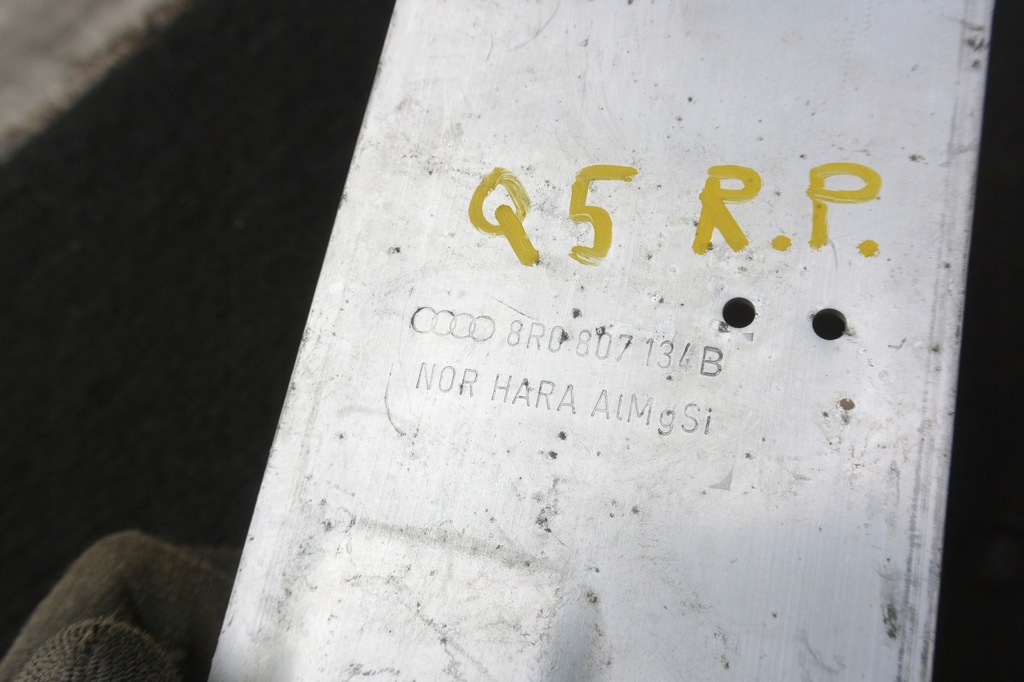 Q5 R.P.
8R0 807 134 B
NOR HARA AlMgSi